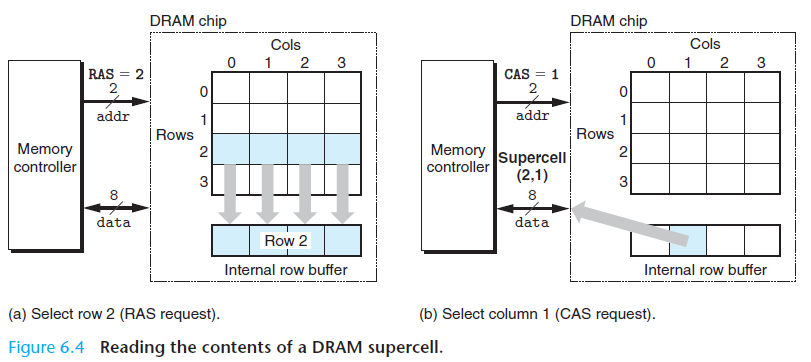 DRAM chip
Cols
0 1 2 3
RAS = 2
2
addr
Rows
0
1
2
3
Memory
controller
8
data
Row 2
Internal row buffer
(a) Select row 2 (RAS request).
DRAM chip
Cols
0 1 2 3
CAS = 1
2
addr
Rows
0
1
2
3
Memory
controller
Supercell
(2,1)
8
data
Internal row buffer
(b) Select column 1 (CAS request).
Figure 6.4 Reading the contents of a DRAM supercell.